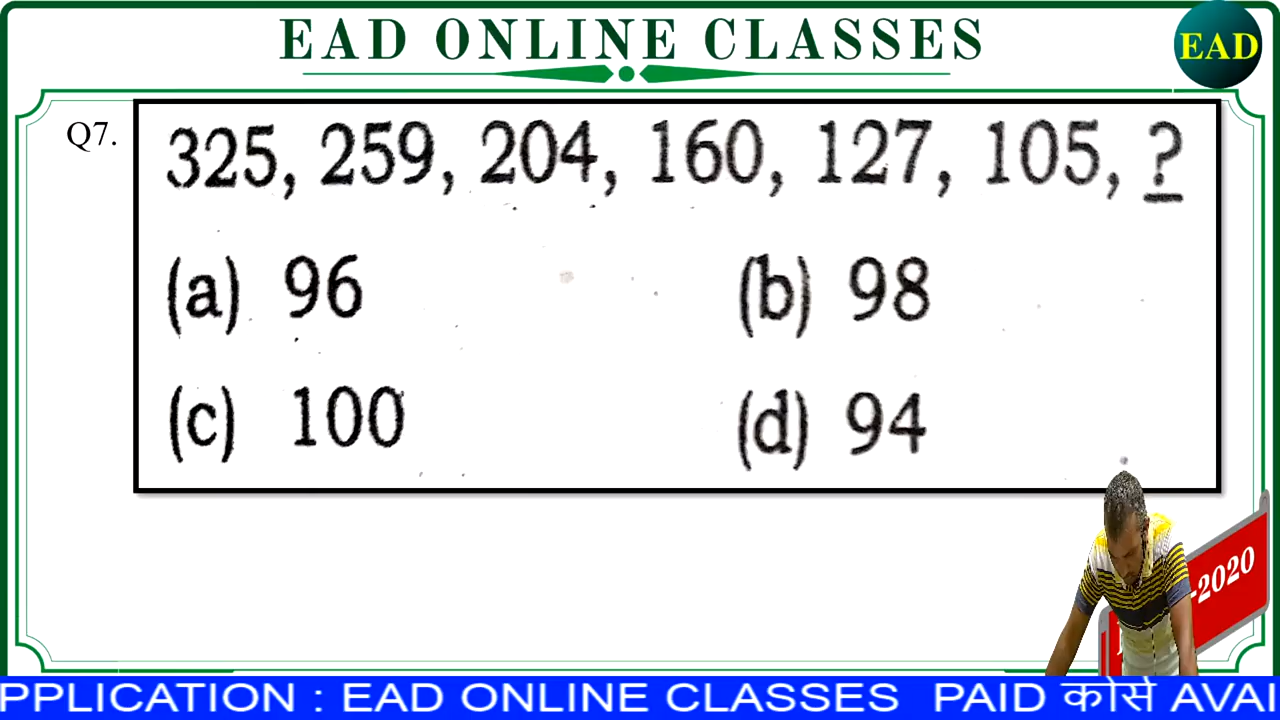 EAD ONLINE CLASSES
EAD
Q7. 325, 259, 204, 160, 127, 105, ?
(a) 96 (b) 98
(c) 100 (d) 94
-2020
PPLICATION : EAD ONLINE CLASSES PAID कोर्स AVAI